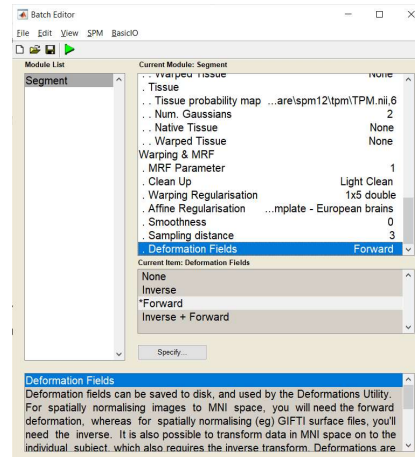 Batch Editor
File Edit View SPM BasicIO
Module List
Current Module: Segment
Segment
. . Warped Tissue None
. Tissue
. . Tissue probability map ...are\spm12\tpm\TPM.nii,6
. . Num. Gaussians 2
. . Native Tissue None
. . Warped Tissue None
Warping & MRF
. MRF Parameter 1
. Clean Up Light Clean
. Warping Regularisation 1x5 double
. Affine Regularisation ...mplate - European brains
. Smoothness 0
. Sampling distance 3
. Deformation Fields Forward
Current Item: Deformation Fields
None
Inverse
*Forward
Inverse + Forward
Specify...
Deformation Fields
Deformation fields can be saved to disk, and used by the Deformations Utility.
For spatially normalising images to MNI space, you will need the forward
deformation, whereas for spatially normalising (eg) GIFTI surface files, you'll
need the inverse. It is also possible to transform data in MNI space on to the
individual subject, which also requires the inverse transform. Deformations are